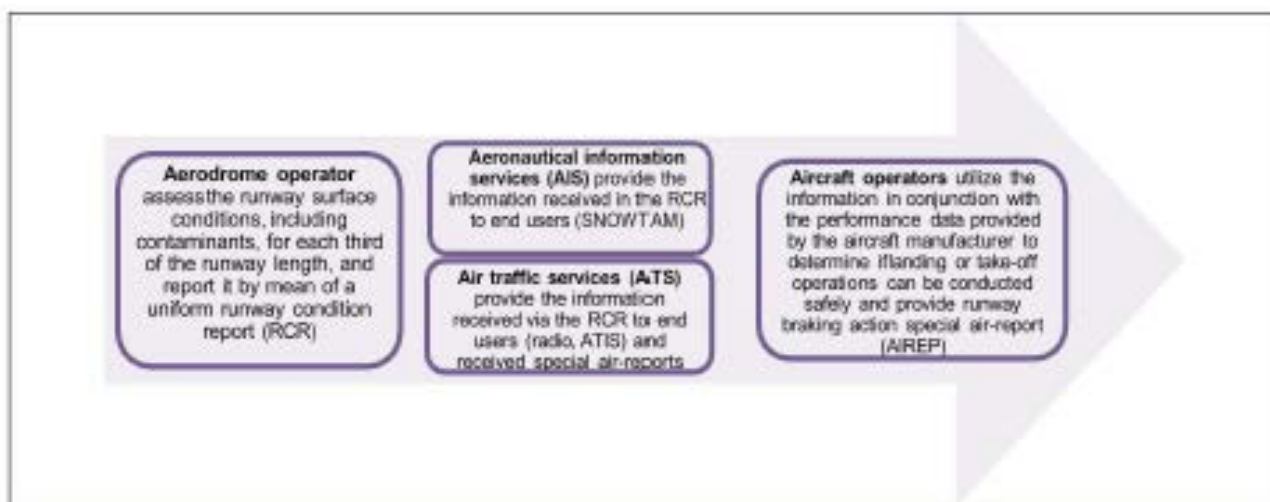 Aerodrome operator
assess the runway surface
conditions, including
contaminants, for each third
of the runway length, and
report it by mean of a
uniform runway condition
report (RCR)
Aeronautical information
services (AIS) provide the
information received in the RCR
to end users (SNOWTAM)
Air traffic services (ATS)
provide the information
received via the RCR to end
users (radio, ATIS) and
received special air-reports
Aircraft operators utilize the
information in conjunction with
the performance data provided
by the aircraft manufacturer to
determine iflanding or take-off
operations can be conducted
safely and provide runway
braking action special air-report
(AIREP)